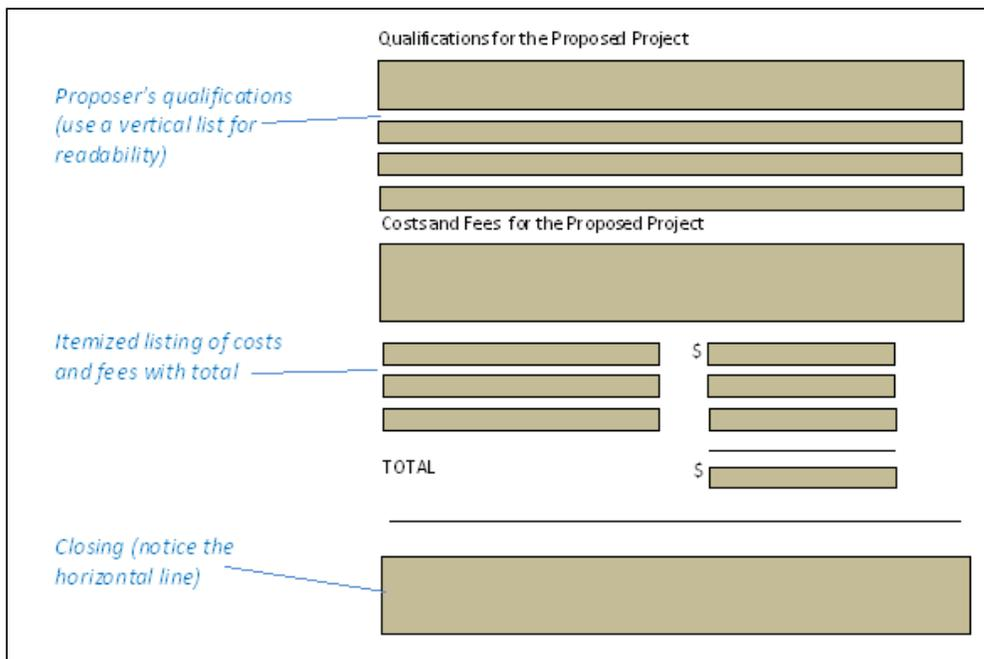 Qualifications for the Proposed Project
Proposer's qualifications
(use a vertical list for
readability)
Costs and Fees for the Proposed Project
Itemized listing of costs
and fees with total
$
TOTAL
$
Closing (notice the
horizontal line)